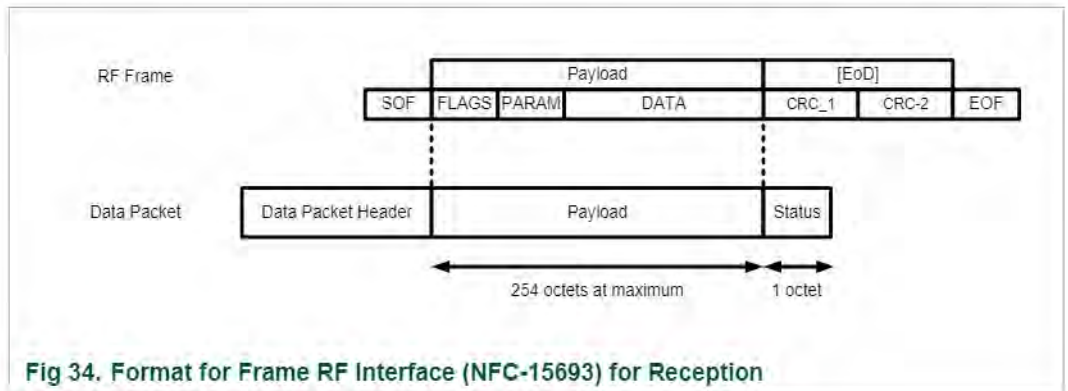 RF Frame
Payload
[EoD]
SOF FLAGS PARAM DATA CRC_1 CRC-2 EOF
Data Packet
Data Packet Header Payload Status
254 octets at maximum 1 octet
Fig 34. Format for Frame RF Interface (NFC-15693) for Reception